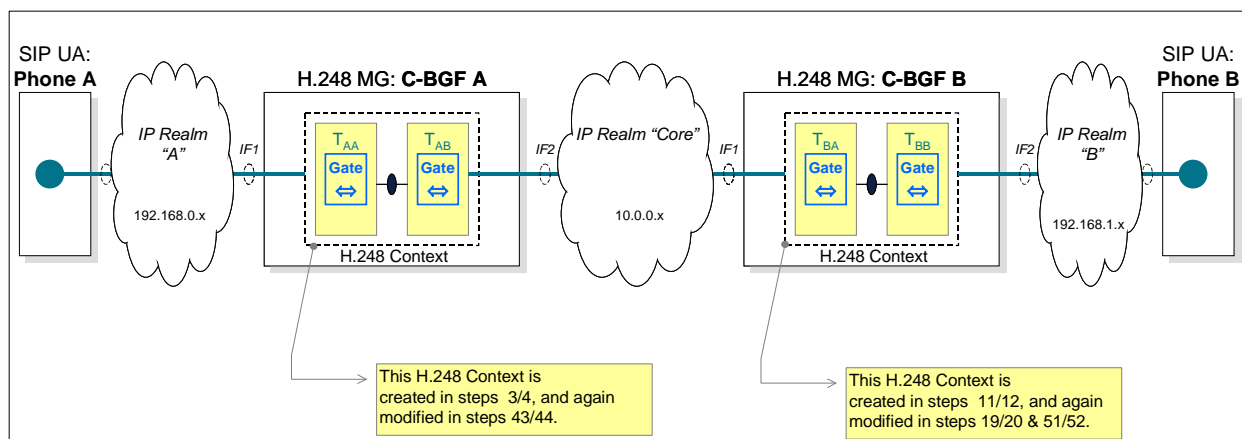 SIP UA:
Phone A
IP Realm
"A"
192.168.0.x
IF1
H.248 MG: C-BGF A
TAA
Gate
⇔
TAB
Gate
⇔
H.248 Context
IF2
IP Realm "Core"
10.0.0.x
IF1
H.248 MG: C-BGF B
TBA
Gate
⇔
TBB
Gate
⇔
H.248 Context
IF2
IP Realm
"B"
192.168.1.x
SIP UA:
Phone B
This H.248 Context is
created in steps 3/4, and again
modified in steps 43/44.
This H.248 Context is
created in steps 11/12, and again
modified in steps 19/20 & 51/52.